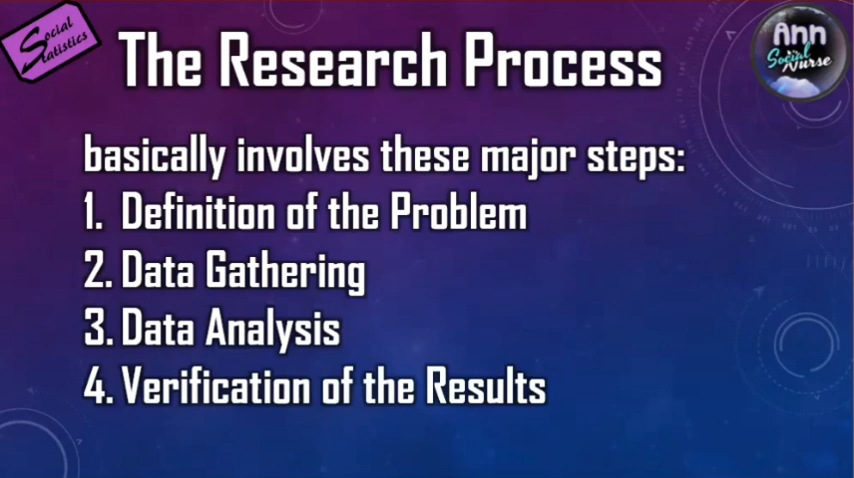 Social
Statistics
The Research Process
Ann
Social
Nurse
basically involves these major steps:
1. Definition of the Problem
2. Data Gathering
3. Data Analysis
4. Verification of the Results